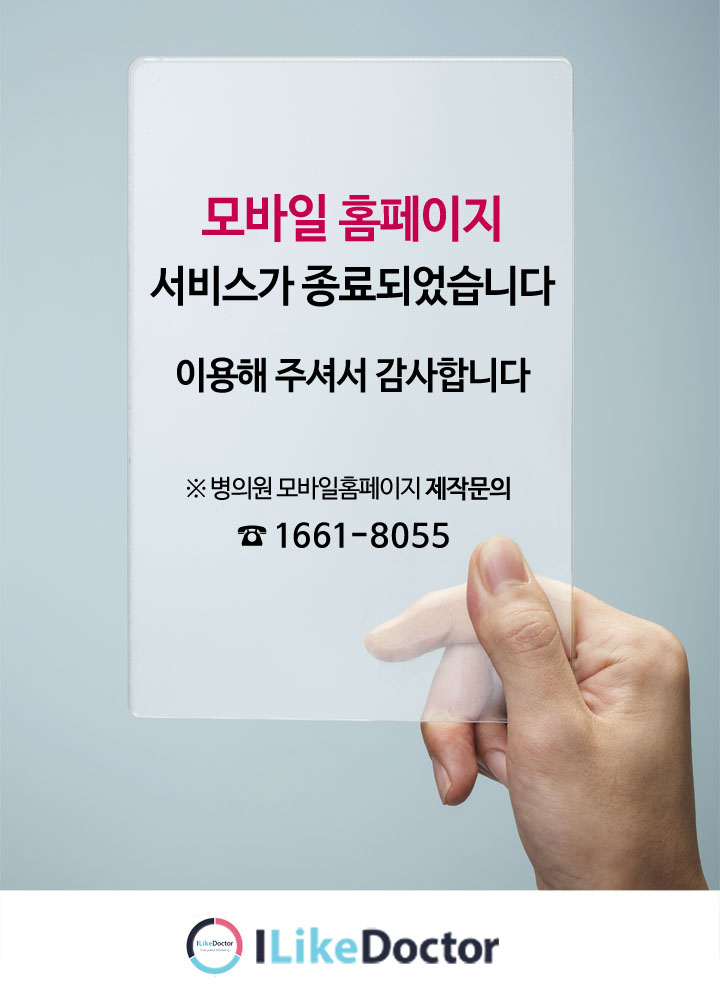 모바일 홈페이지
서비스가 종료되었습니다
이용해 주셔서 감사합니다
※ 병의원 모바일홈페이지 제작문의
☎ 1661-8055
ILikeDoctor
ILikeDoctor